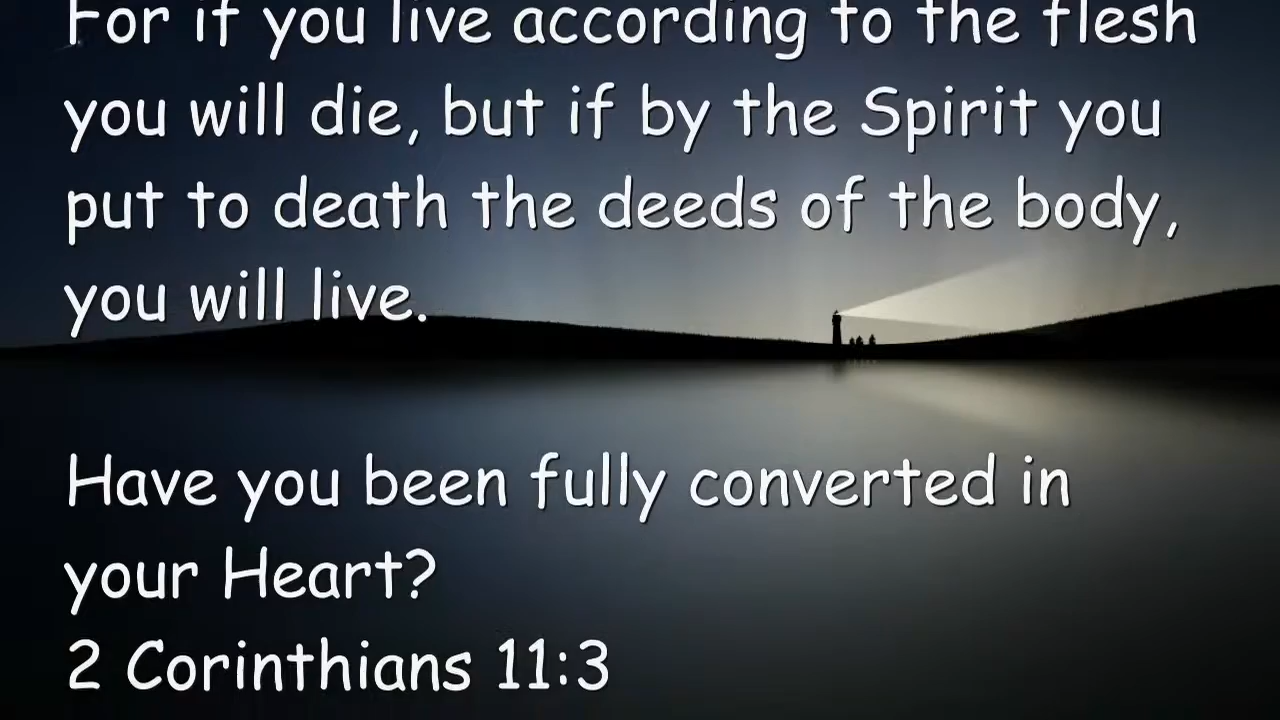 For if you live according to the flesh
you will die, but if by the Spirit you
put to death the deeds of the body,
you will live.
Have you been fully converted in
your Heart?
2 Corinthians 11:3